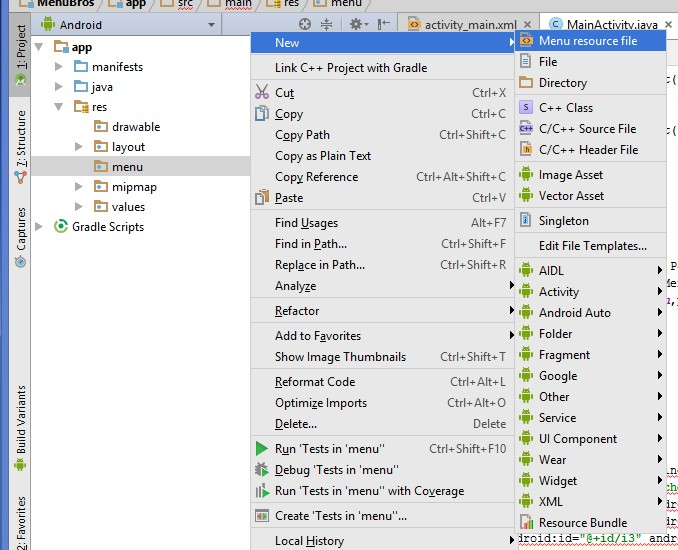 MenuBros app src main res menu
Android
activity_main.xml
MainActivity.java
1: Project
7: Structure
Captures
Build Variants
2: Favorites
app
manifests
java
res
drawable
layout
menu
mipmap
values
Gradle Scripts
New
Link C++ Project with Gradle
Cut Ctrl+X
Copy Ctrl+C
Copy Path Ctrl+Shift+C
Copy as Plain Text
Copy Reference Ctrl+Alt+Shift+C
Paste Ctrl+V
Find Usages Alt+F7
Find in Path... Ctrl+Shift+F
Replace in Path... Ctrl+Shift+R
Analyze
Refactor
Add to Favorites
Show Image Thumbnails Ctrl+Shift+T
Reformat Code Ctrl+Alt+L
Optimize Imports Ctrl+Alt+O
Delete... Delete
Run 'Tests in 'menu'' Ctrl+Shift+F10
Debug 'Tests in 'menu''
Run 'Tests in 'menu'' with Coverage
Create 'Tests in 'menu''...
Local History
Menu resource file
File
Directory
C++ Class
C/C++ Source File
C/C++ Header File
Image Asset
Vector Asset
Singleton
Edit File Templates...
AIDL
Activity
Android Auto
Folder
Fragment
Google
Other
Service
UI Component
Wear
Widget
XML
Resource Bundle
droid:id="@+id/i3" andro